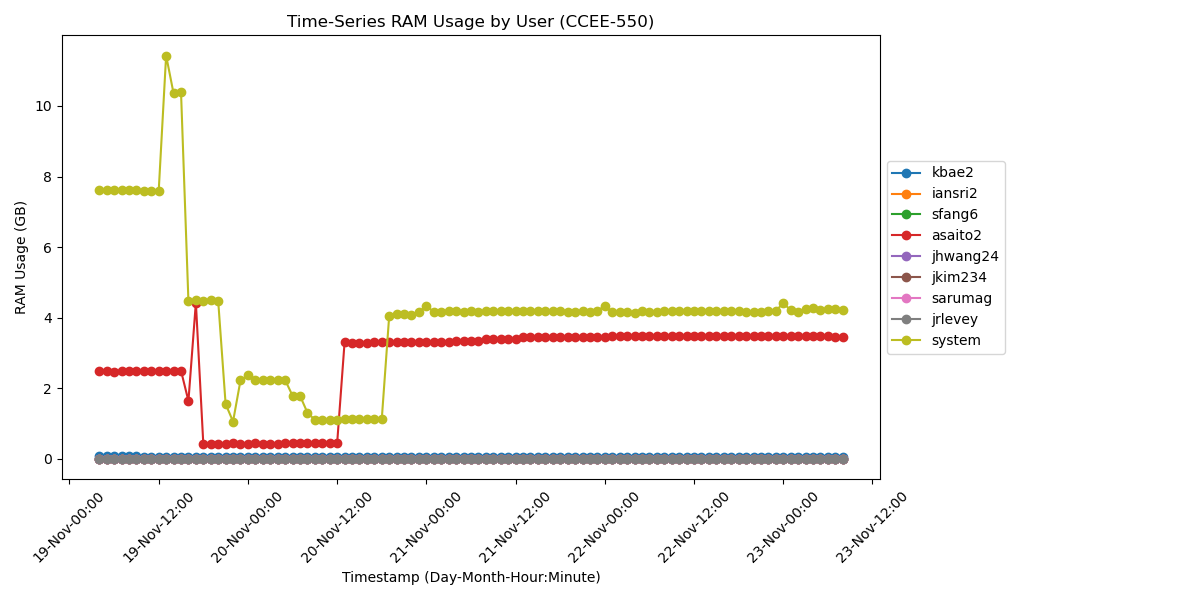 Time-Series RAM Usage by User (CCEE-550)
RAM Usage (GB)
10
8
6
4
2
0
19-Nov-00:00
19-Nov-12:00
20-Nov-00:00
20-Nov-12:00
21-Nov-00:00
21-Nov-12:00
22-Nov-00:00
22-Nov-12:00
23-Nov-00:00
23-Nov-12:00
Timestamp (Day-Month-Hour:Minute)
kbae2
iansri2
sfang6
asaito2
jhwang24
jkim234
sarumag
jrlevey
system